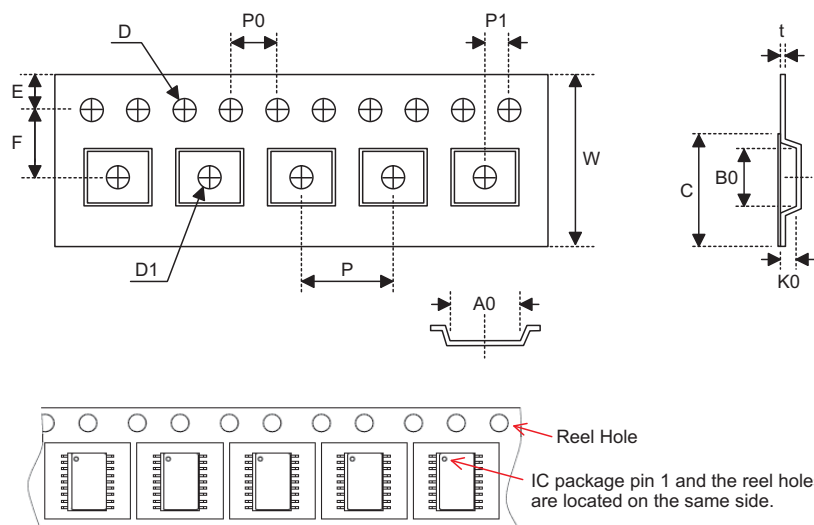 D
P0
P1
t
E
F
W
C
B0
D1
P
K0
A0
Reel Hole
IC package pin 1 and the reel hole
are located on the same side.